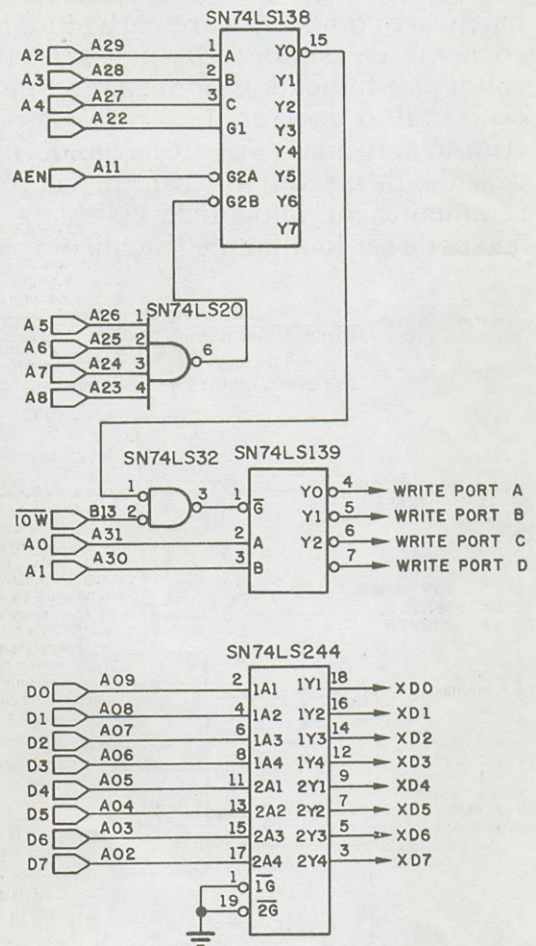 SN74LS138
A2 A29 1 A Y0 15
A3 A28 2 B Y1
A4 A27 3 C Y2
A22 G1 Y3
Y4
AEN A11 G2A Y5
G2B Y6
Y7
SN74LS20
A5 A26 1
A6 A25 2 6
A7 A24 3
A8 A23 4
SN74LS32 SN74LS139
1 Y0 4 WRITE PORT A
IOW B13 2 3 1 G Y1 5 WRITE PORT B
A0 A31 2 A Y2 6 WRITE PORT C
A1 A30 3 B 7 WRITE PORT D
SN74LS244
D0 A09 2 1A1 1Y1 18 XD0
D1 A08 4 1A2 1Y2 16 XD1
D2 A07 6 1A3 1Y3 14 XD2
D3 A06 8 1A4 1Y4 12 XD3
D4 A05 11 2A1 2Y1 9 XD4
D5 A04 13 2A2 2Y2 7 XD5
D6 A03 15 2A3 2Y3 5 XD6
D7 A02 17 2A4 2Y4 3 XD7
1 1G
19 2G